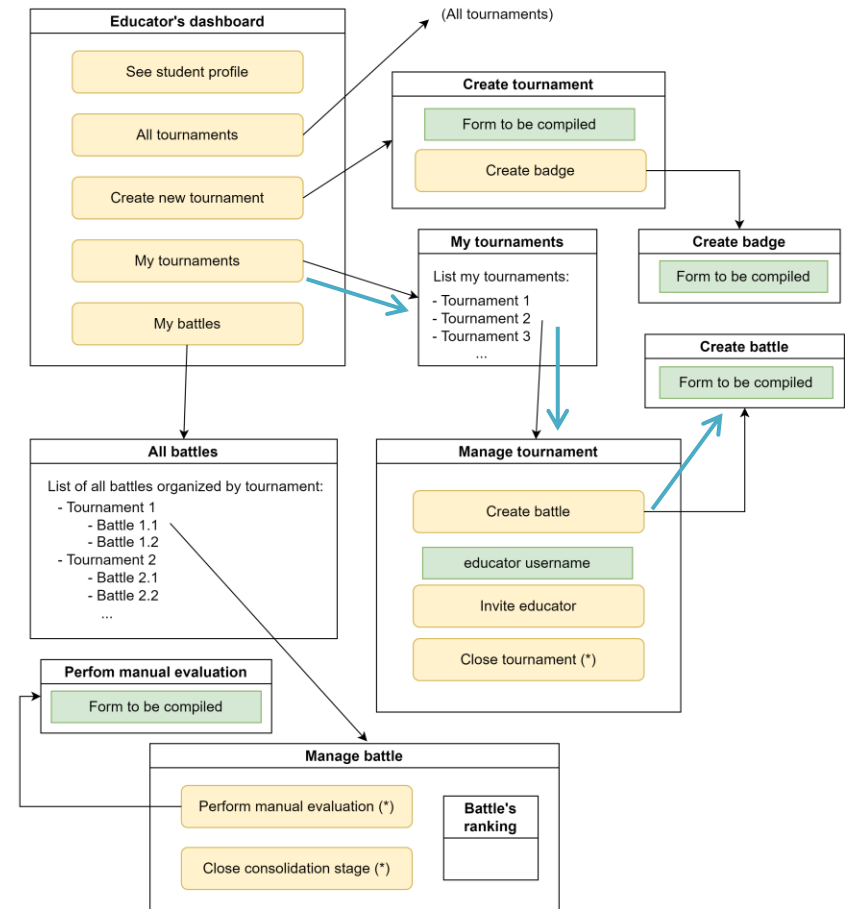 Educator's dashboard
See student profile
All tournaments
Create new tournament
My tournaments
My battles
(All tournaments)
Create tournament
Form to be compiled
Create badge
My tournaments
List my tournaments:
- Tournament 1
- Tournament 2
- Tournament 3
...
Create badge
Form to be compiled
Create battle
Form to be compiled
All battles
List of all battles organized by tournament:
- Tournament 1
- Battle 1.1
- Battle 1.2
- Tournament 2
- Battle 2.1
- Battle 2.2
...
Manage tournament
Create battle
educator username
Invite educator
Close tournament (*)
Perfom manual evaluation
Form to be compiled
Manage battle
Perform manual evaluation (*)
Close consolidation stage (*)
Battle's
ranking